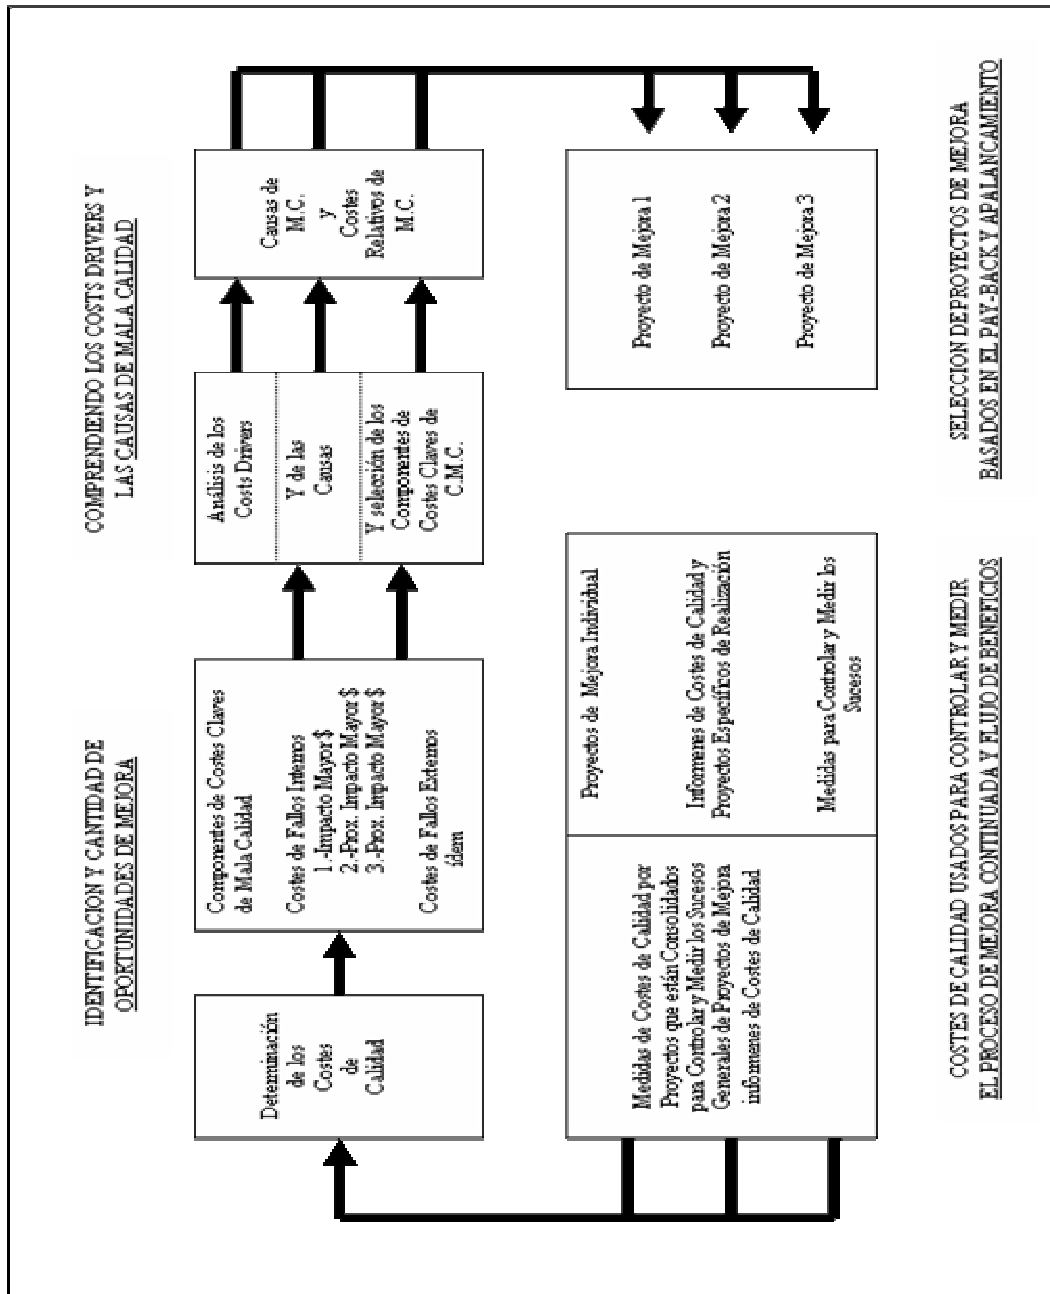 IDENTIFICACION Y CANTIDAD DE
OPORTUNIDADES DE MEJORA
COMPRENDIENDO LOS COSTS DRIVERS Y
LAS CAUSAS DE MALA CALIDAD
Determinación
de los
Costes
de
Calidad
Componentes de Costes Claves
de Mala Calidad
Costes de Fallos Internos
1.-Impacto Mayor $
2.-Prox. Impacto Mayor $
3.-Prox. Impacto Mayor $
Costes de Fallos Externos
ídem
Análisis de los
Costs Drivers
Y de las
Causas
Y selección de los
Componentes de
Costes Claves de
C.M.C.
Causas de
M.C.
y
Costes
Relativos de
M.C.
Medidas de Costes de Calidad por
Proyectos que están Consolidados
para Controlar y Medir los Sucesos
Generales de Proyectos de Mejora
informenes de Costes de Calidad
Proyectos de Mejora Individual
Informenes de Costes de Calidad y
Proyectos Específicos de Realización
Medidas para Controlar y Medir los
Sucesos
Proyecto de Mejora 1
Proyecto de Mejora 2
Proyecto de Mejora 3
COSTES DE CALIDAD USADOS PARA CONTROLAR Y MEDIR
EL PROCESO DE MEJORA CONTINUADA Y FLUJO DE BENEFICIOS
SELECCION DE PROYECTOS DE MEJORA
BASADOS EN EL PAY-BACK Y APALANCAMIENTO